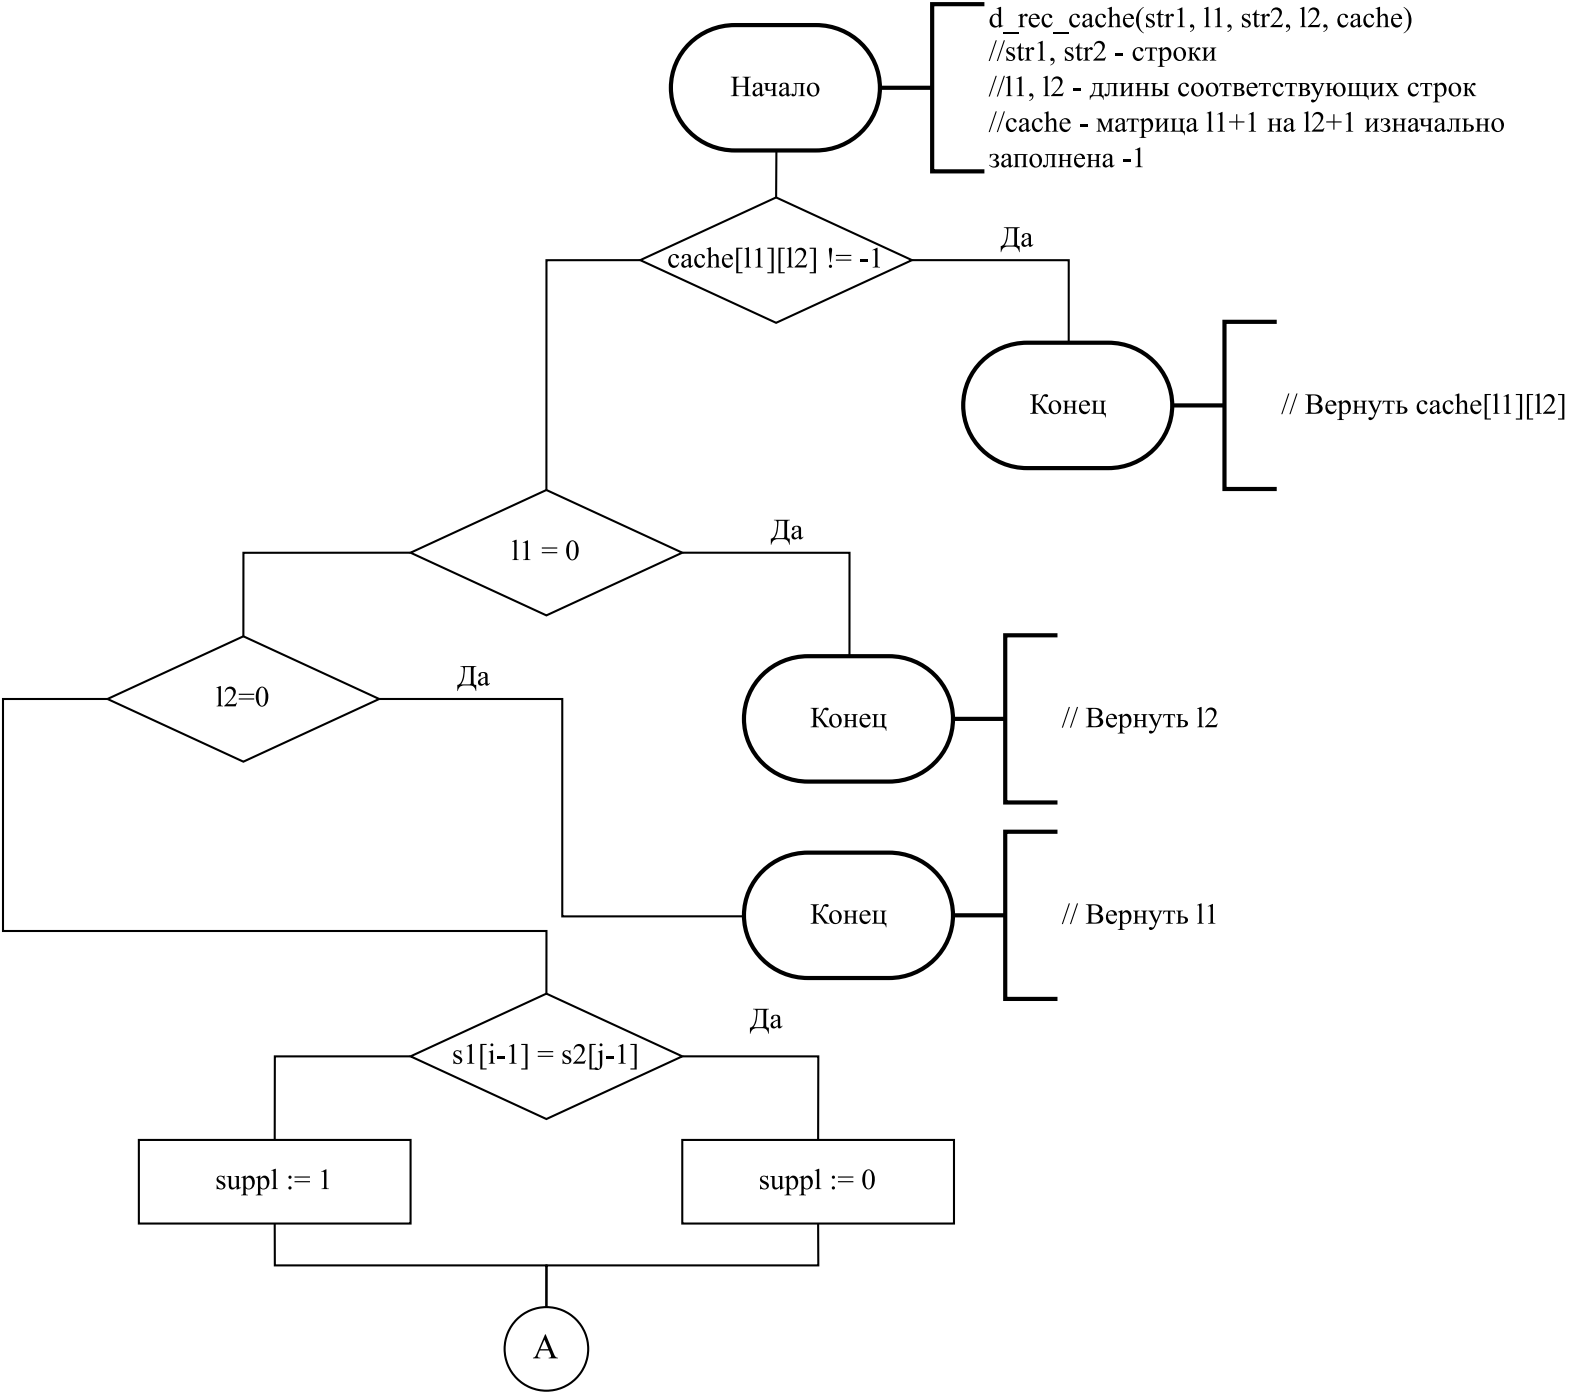 Начало
d_rec_cache(str1, l1, str2, l2, cache)
//str1, str2 - строки
//l1, l2 - длины соответствующих строк
//cache - матрица l1+1 на l2+1 изначально
заполнена -1
cache[l1][l2] != -1
Да
Конец
// Вернуть cache[l1][l2]
l1 = 0
Да
l2=0
Да
Конец
// Вернуть l2
Конец
// Вернуть l1
s1[i-1] = s2[j-1]
Да
suppl := 1
suppl := 0
A